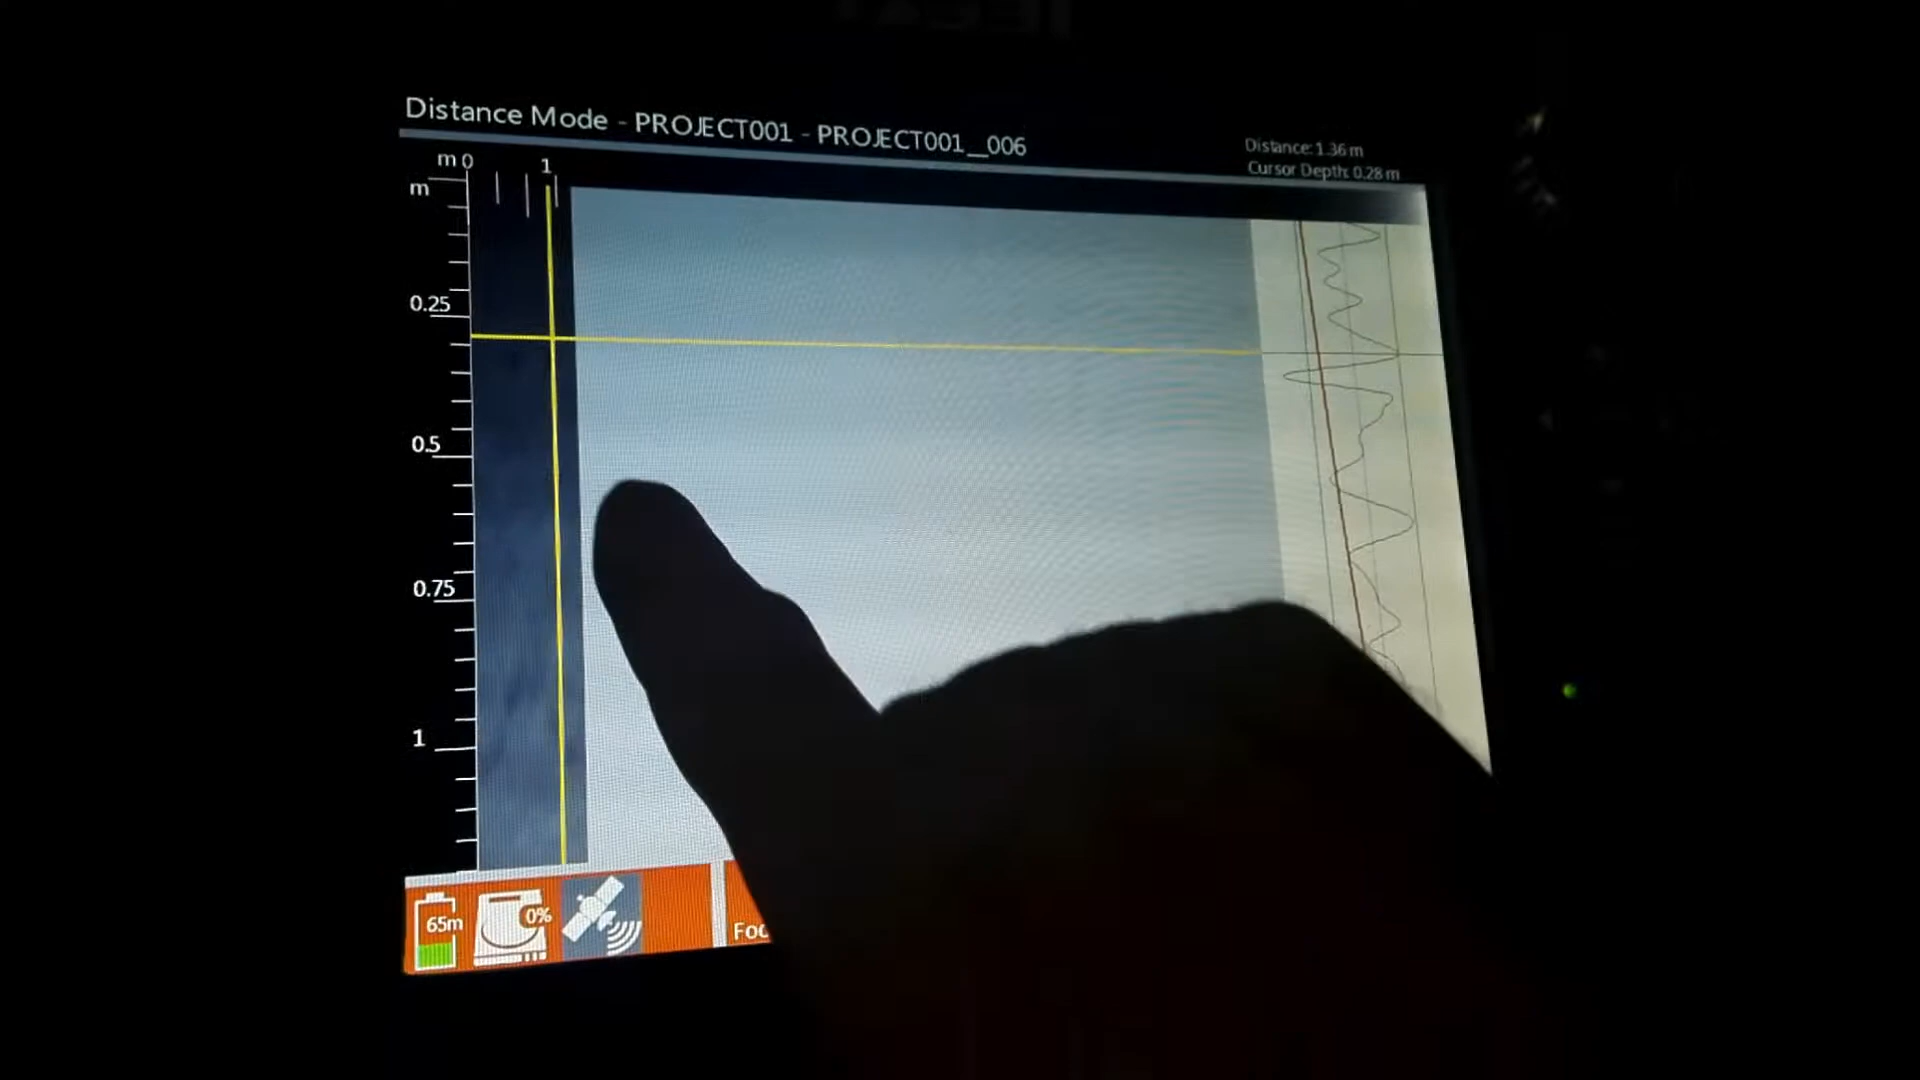 Distance Mode - PROJECT001 - PROJECT001__006
Distance: 1.36 m
Cursor Depth: 0.28 m
m 0 1
m
0.25
0.5
0.75
1
65m 0%